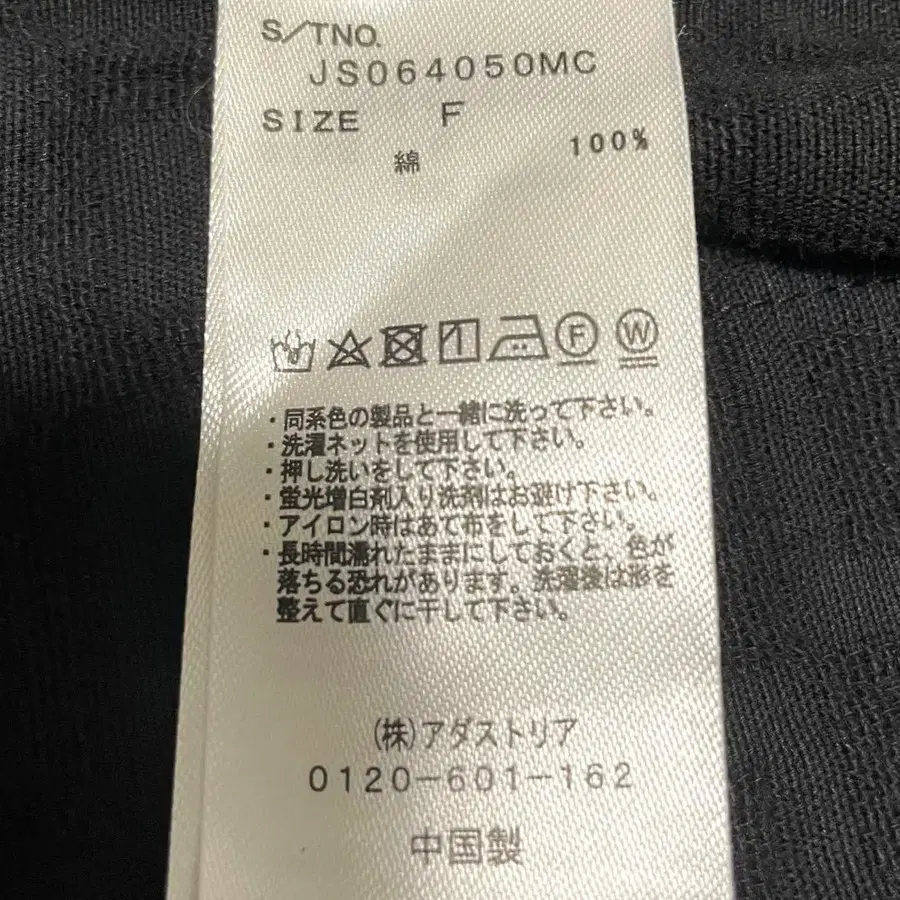 S/TNO.
JS064050MC
SIZE F
綿 100%
F W
・同系色の製品と一緒に洗って下さい。
・洗濯ネットを使用して下さい。
・押し洗いをして下さい。
・蛍光増白剤入り洗剤はお避け下さい。
・アイロン時はあて布をして下さい。
・長時間濡れたままにしておくと、色が
落ちる恐れがあります。洗濯後は形を
整えて直ぐに干して下さい。
(株)アダストリア
0120-601-162
中国製